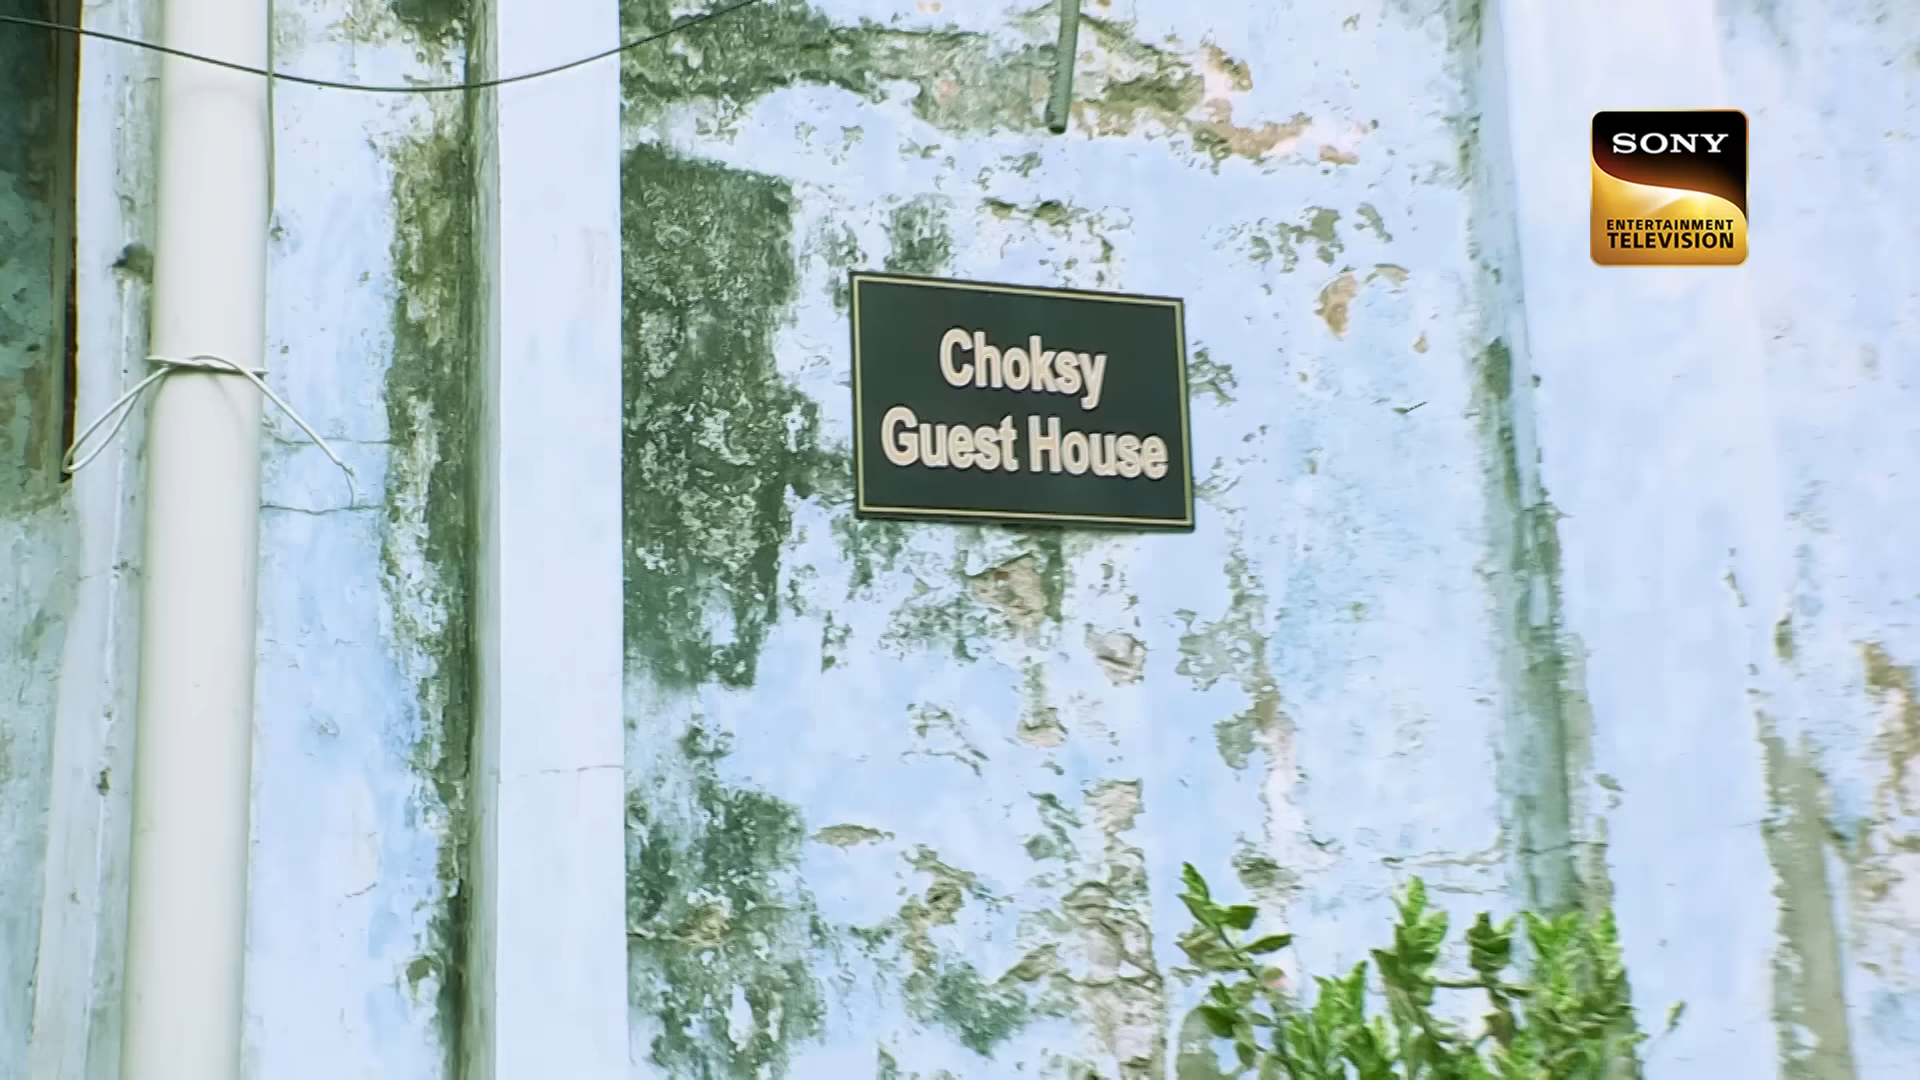 SONY
ENTERTAINMENT
TELEVISION
Choksy
Guest House